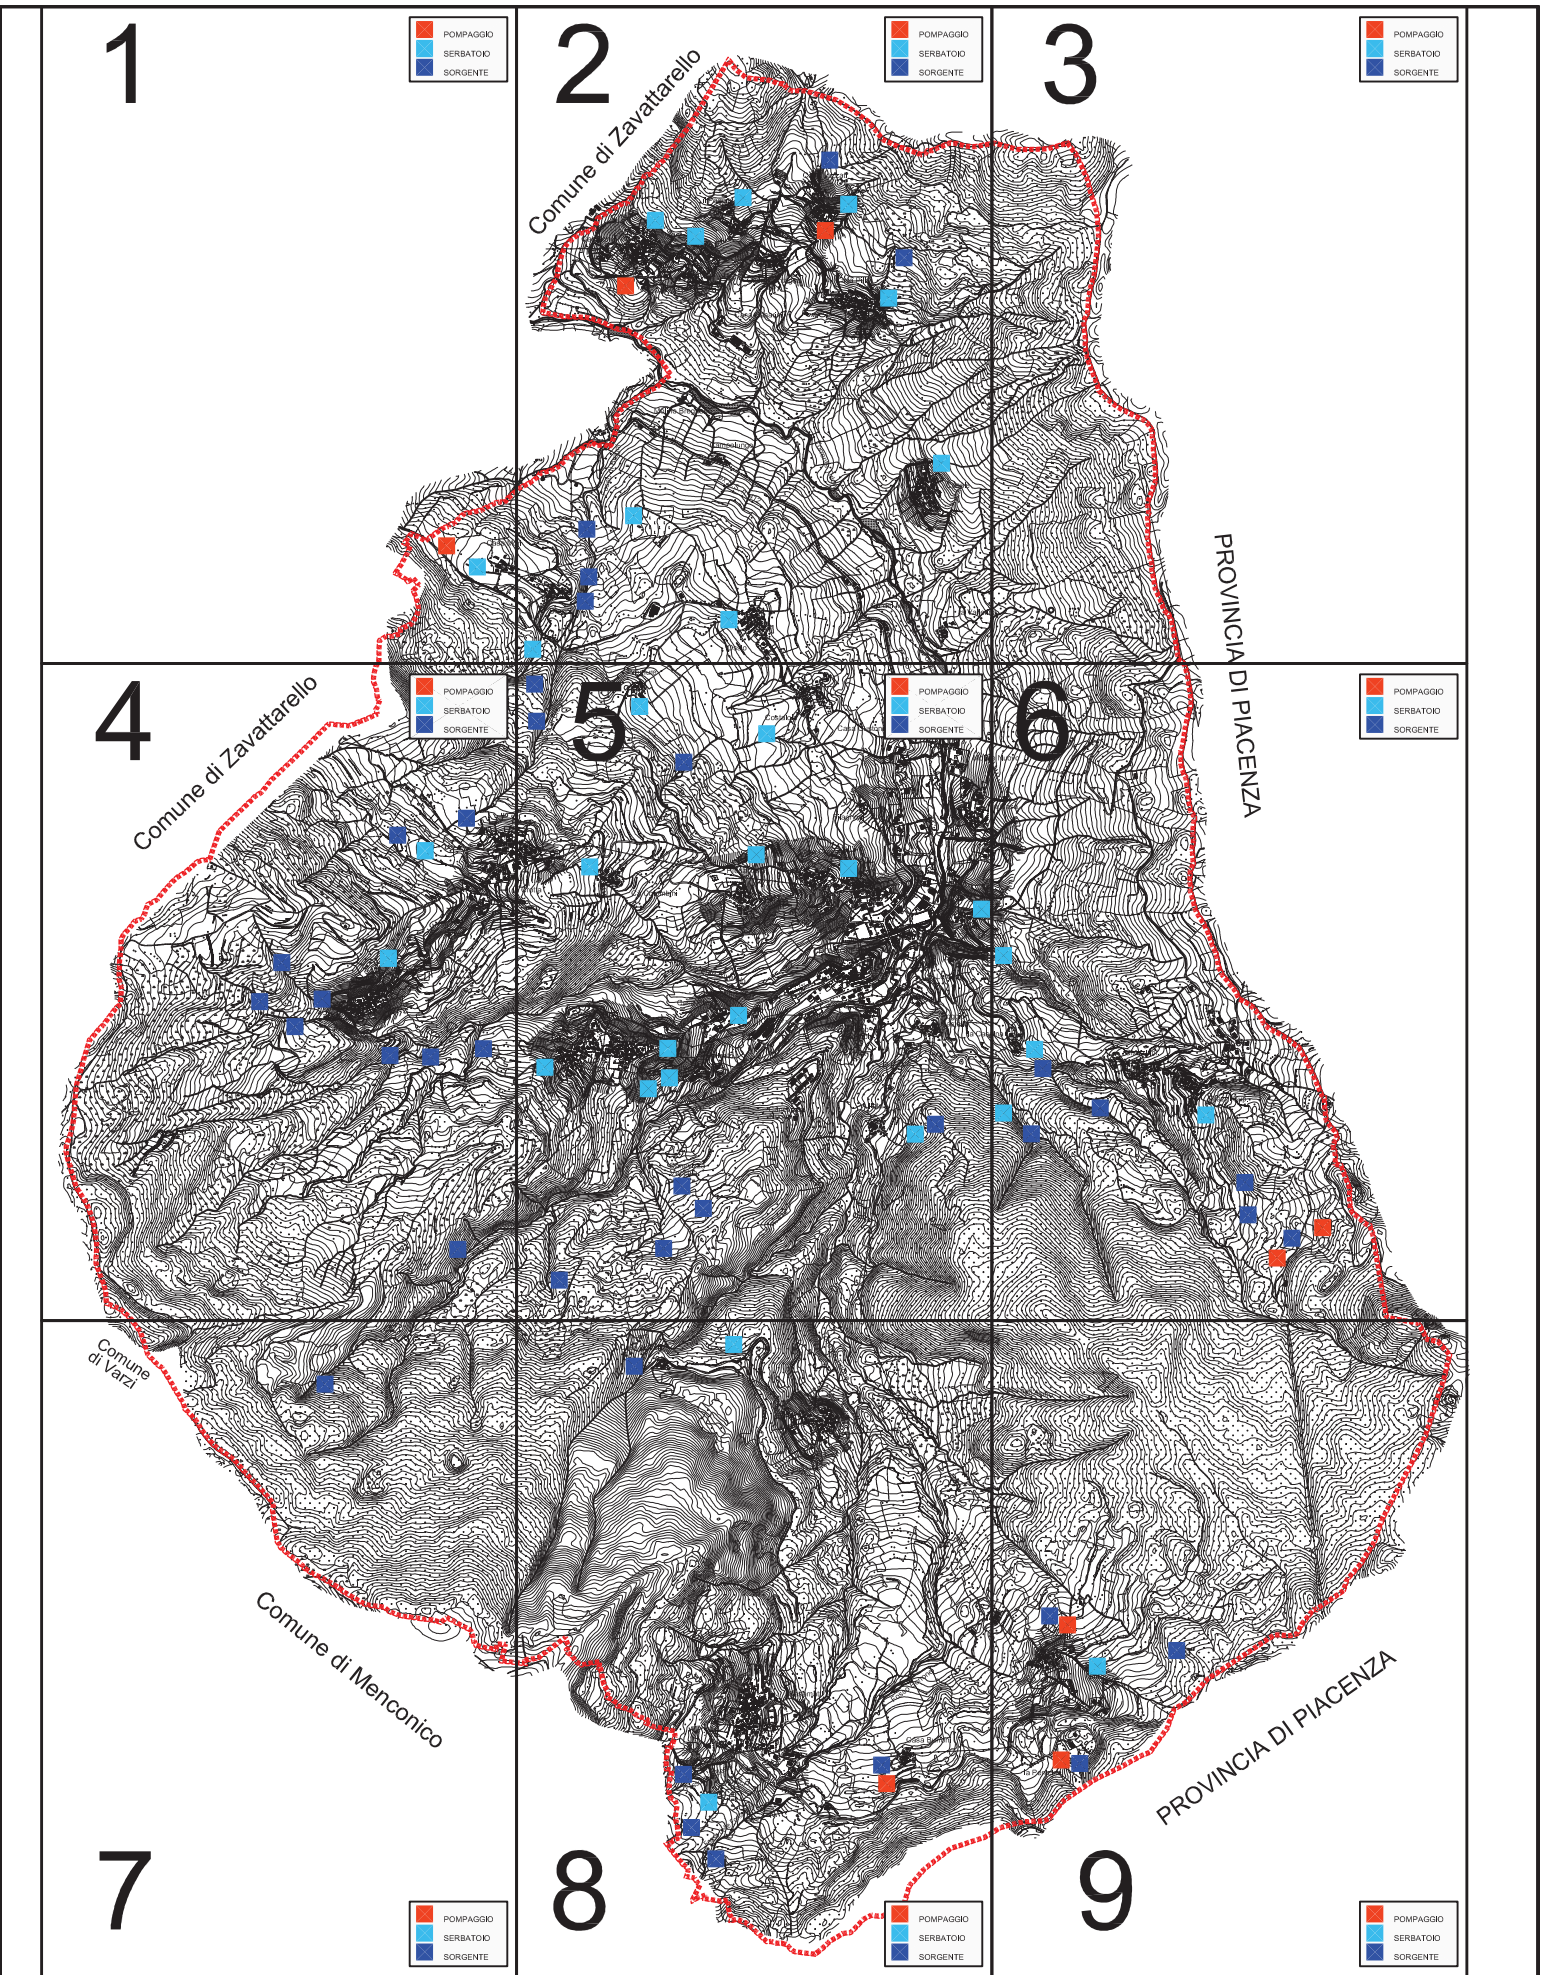 1
POMPAGGIO
SERBATOIO
SORGENTE
2
POMPAGGIO
SERBATOIO
SORGENTE
3
POMPAGGIO
SERBATOIO
SORGENTE
Comune di Zavattarello
PROVINCIA DI PIACENZA
4
POMPAGGIO
SERBATOIO
SORGENTE
5
POMPAGGIO
SERBATOIO
SORGENTE
6
POMPAGGIO
SERBATOIO
SORGENTE
Comune di Zavattarello
Comune
di Varzi
Comune di Menconico
PROVINCIA DI PIACENZA
7
POMPAGGIO
SERBATOIO
SORGENTE
8
POMPAGGIO
SERBATOIO
SORGENTE
9
POMPAGGIO
SERBATOIO
SORGENTE